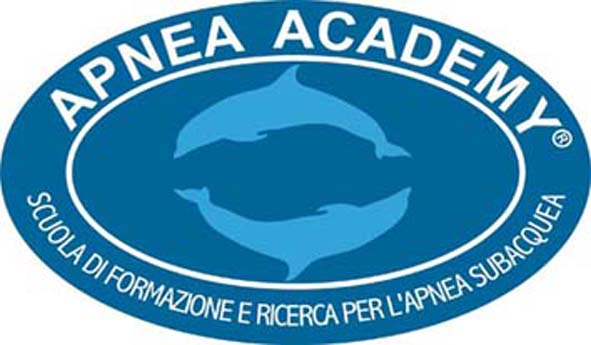 APNEA ACADEMY®
SCUOLA DI FORMAZIONE E RICERCA PER L'APNEA SUBACQUEA